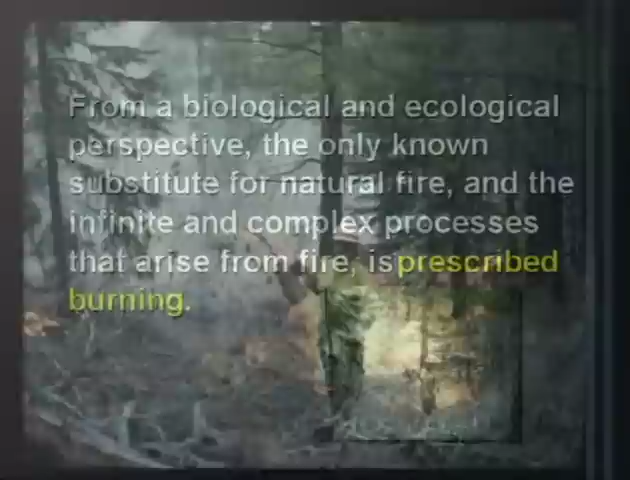 From a biological and ecological
perspective, the only known
substitute for natural fire, and the
infinite and complex processes
that arise from fire, is prescribed
burning.